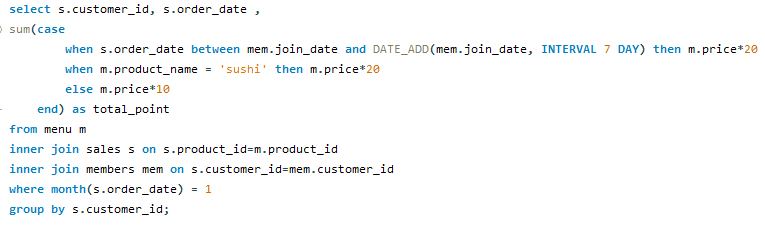 select s.customer_id, s.order_date ,
sum(case
when s.order_date between mem.join_date and DATE_ADD(mem.join_date, INTERVAL 7 DAY) then m.price*20
when m.product_name = 'sushi' then m.price*20
else m.price*10
end) as total_point
from menu m
inner join sales s on s.product_id=m.product_id
inner join members mem on s.customer_id=mem.customer_id
where month(s.order_date) = 1
group by s.customer_id;